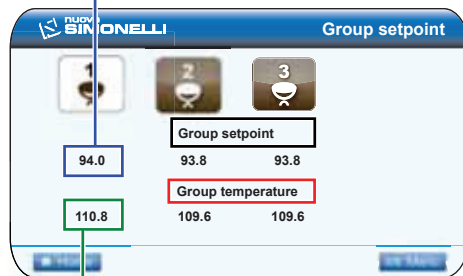 nuova SIMONELLI
Group setpoint
1 2 3
Group setpoint
94.0 93.8 93.8
Group temperature
110.8 109.6 109.6